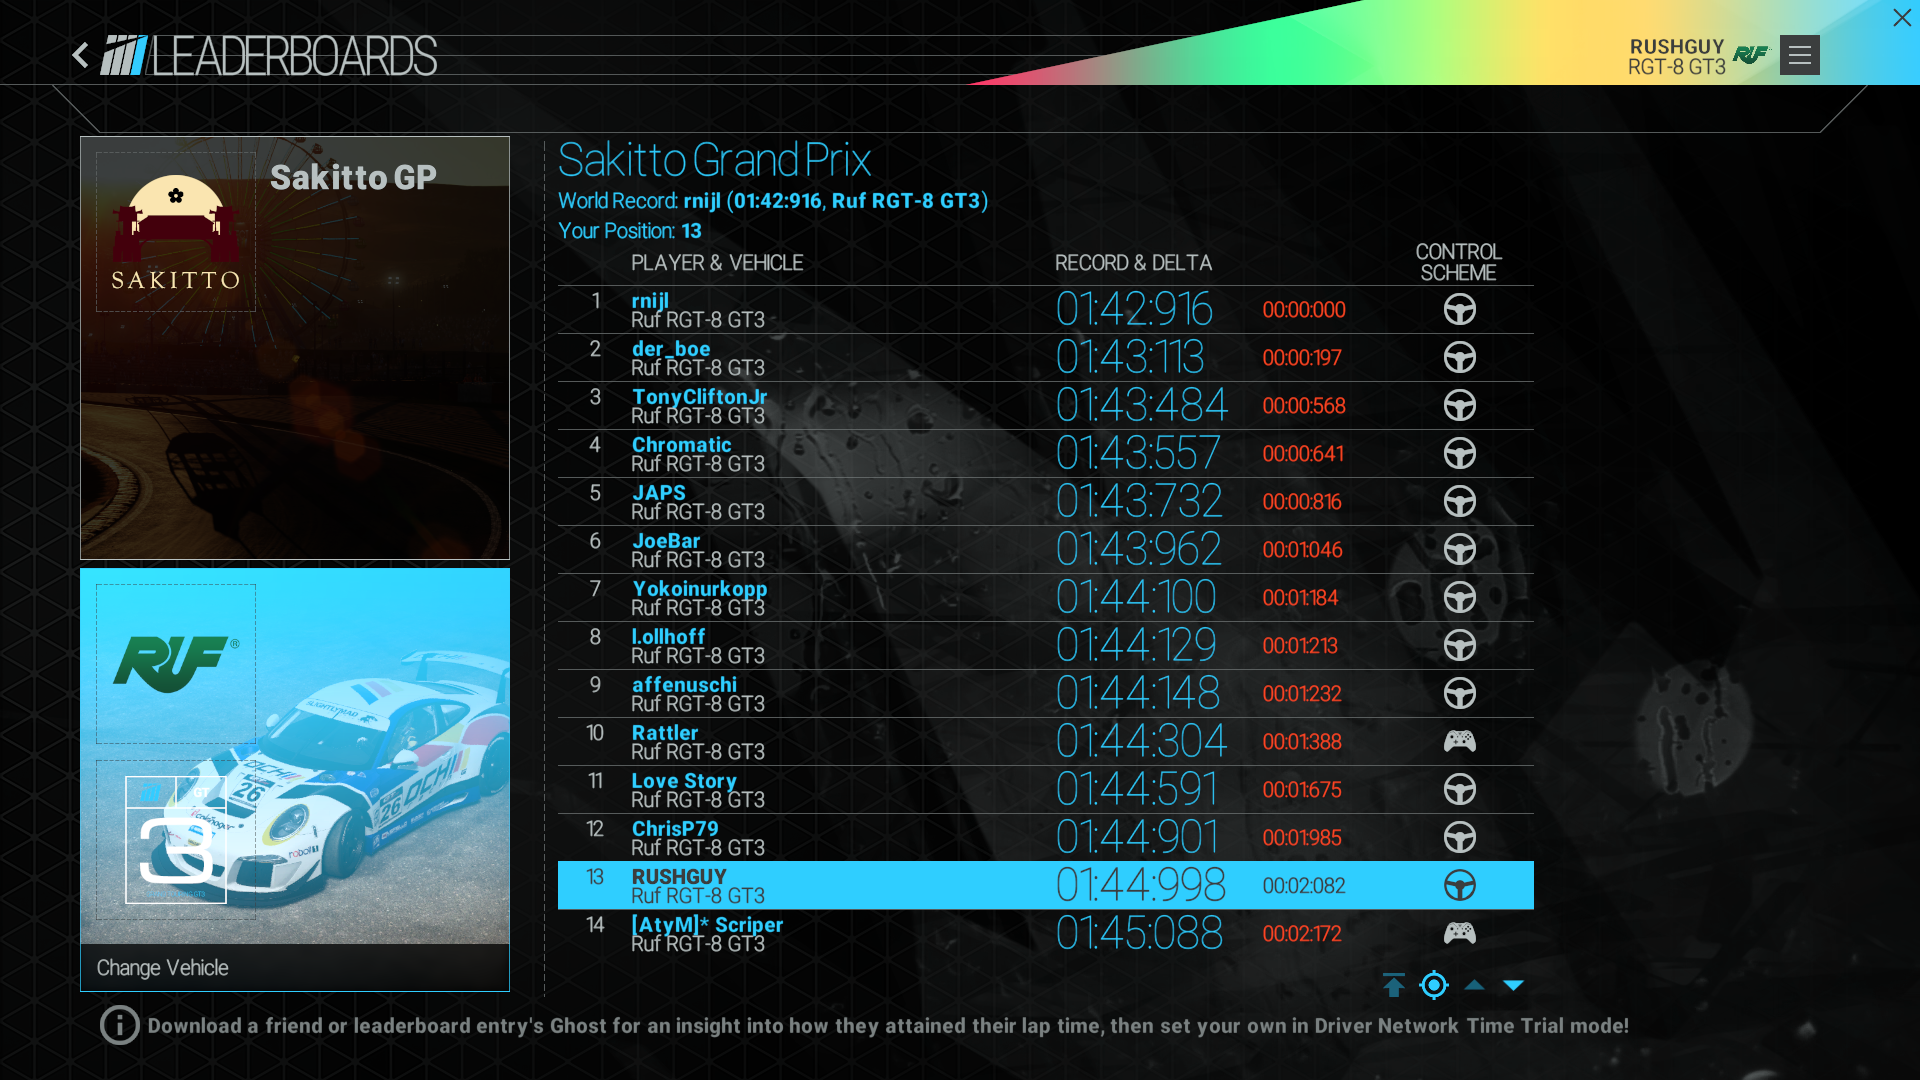 LEADERBOARDS
RUSHGUY
RGT-8 GT3
RUF
Sakitto GP
SAKITTO
RUF®
GT
3
26
26
Change Vehicle
Sakitto Grand Prix
World Record: rnijl (01:42:916, Ruf RGT-8 GT3)
Your Position: 13
PLAYER & VEHICLE RECORD & DELTA CONTROL SCHEME
1 rnijl 01:42:916 00:00:000
Ruf RGT-8 GT3
2 der_boe 01:43:113 00:00:197
Ruf RGT-8 GT3
3 TonyCliftonJr 01:43:484 00:00:568
Ruf RGT-8 GT3
4 Chromatic 01:43:557 00:00:641
Ruf RGT-8 GT3
5 JAPS 01:43:732 00:00:816
Ruf RGT-8 GT3
6 JoeBar 01:43:962 00:01:046
Ruf RGT-8 GT3
7 Yokoinurkopp 01:44:100 00:01:184
Ruf RGT-8 GT3
8 l.ollhoff 01:44:129 00:01:213
Ruf RGT-8 GT3
9 affenuschi 01:44:148 00:01:232
Ruf RGT-8 GT3
10 Rattler 01:44:304 00:01:388
Ruf RGT-8 GT3
11 Love Story 01:44:591 00:01:675
Ruf RGT-8 GT3
12 ChrisP79 01:44:901 00:01:985
Ruf RGT-8 GT3
13 RUSHGUY 01:44:998 00:02:082
Ruf RGT-8 GT3
14 [AtyM]* Scriper 01:45:088 00:02:172
Ruf RGT-8 GT3
Download a friend or leaderboard entry's Ghost for an insight into how they attained their lap time, then set your own in Driver Network Time Trial mode!